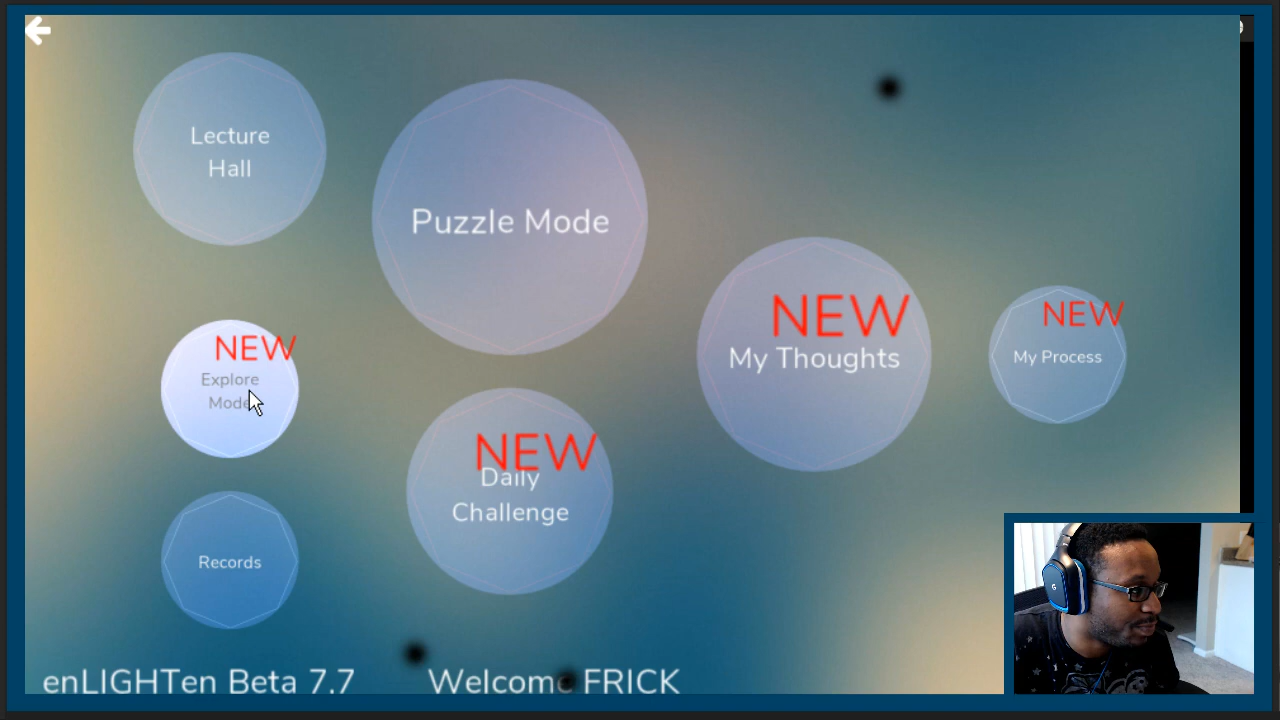 Lecture
Hall
Puzzle Mode
NEW
Explore
Mode
NEW
My Thoughts
NEW
My Process
NEW
Daily
Challenge
Records
enLIGHTen Beta 7.7
Welcome FRICK